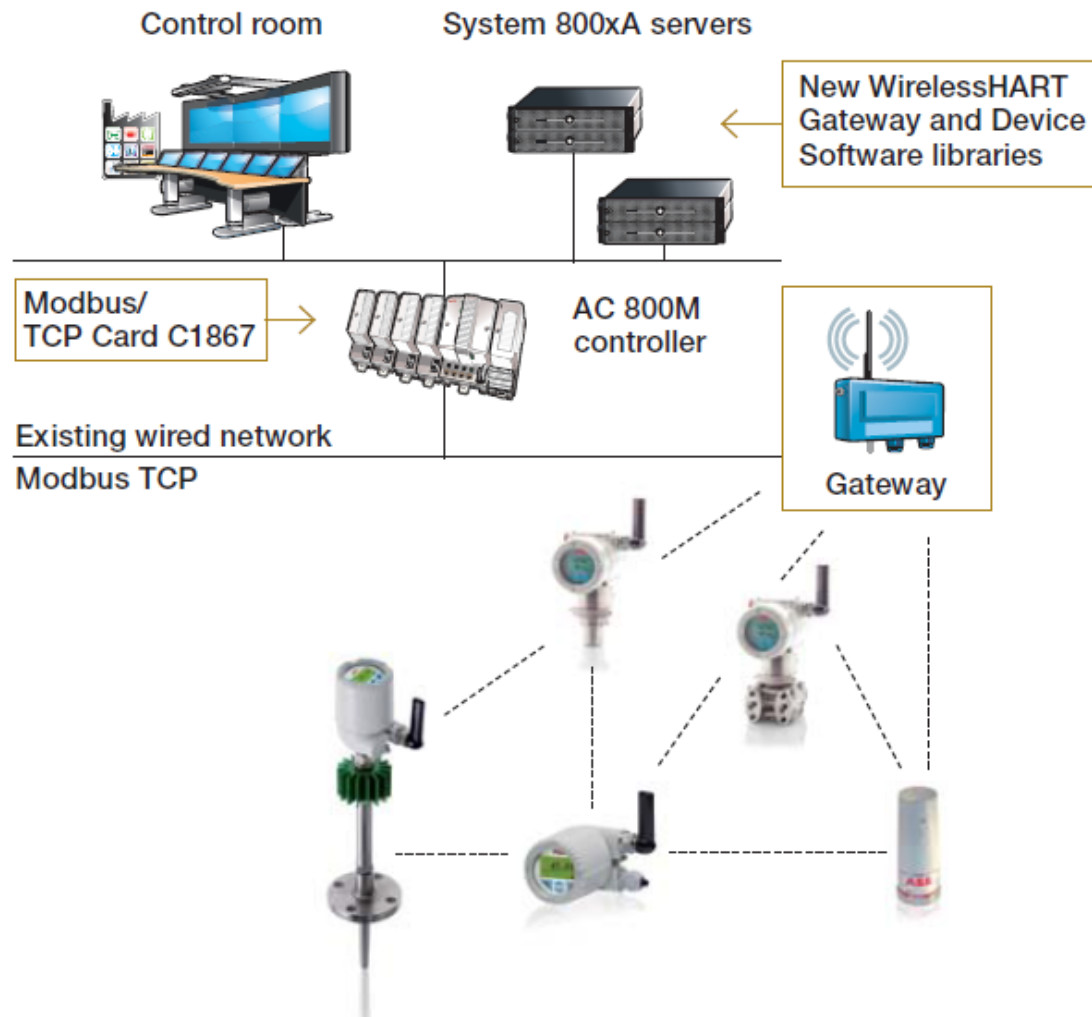 Control room
System 800xA servers
New WirelessHART
Gateway and Device
Software libraries
Modbus/
TCP Card C1867
AC 800M
controller
Existing wired network
Modbus TCP
Gateway
ABB